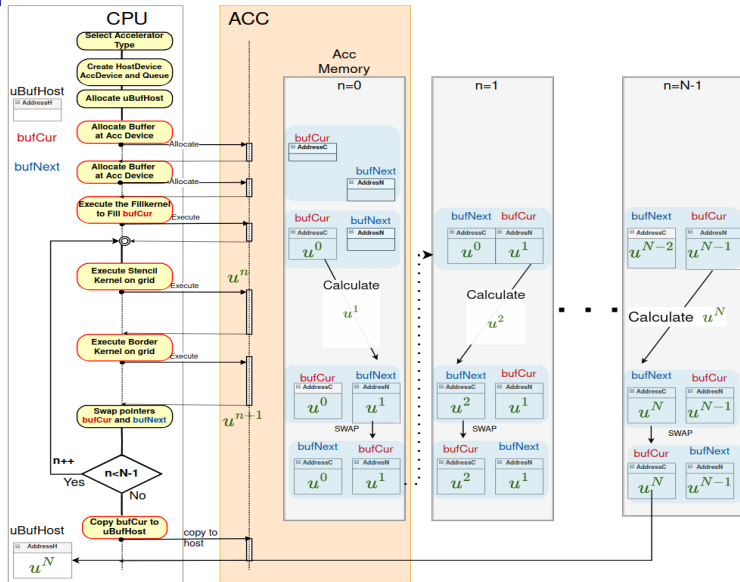 CPU
ACC
Select Accelerator
Type
Create HostDevice
AccDevice and Queue
uBufHost
AddressH
Allocate uBufHost
bufCur
Allocate Buffer
at Acc Device
Allocate
bufNext
Allocate Buffer
at Acc Device
Allocate
Execute the Fillkernel
to Fill bufCur
Execute
Execute Stencil
Kernel on grid
Execute
u^n
Execute Border
Kernel on grid
Execute
Swap pointers
bufCur and bufNext
u^{n+1}
n++
n<N-1
Yes
No
Copy bufCur to
uBufHost
copy to
host
uBufHost
AddressH
u^N
Acc
Memory
n=0
bufCur
AddressC
bufNext
AddresN
bufCur
bufNext
AddressC
AddresN
u^0
Calculate
u^1
bufCur
bufNext
AddressC
AddresN
u^0
u^1
SWAP
bufNext
bufCur
AddressC
AddresN
u^0
u^1
n=1
bufNext
bufCur
AddressC
AddresN
u^0
u^1
Calculate
u^2
bufNext
bufCur
AddressC
AddresN
u^2
u^1
SWAP
bufCur
bufNext
AddressC
AddresN
u^2
u^1
n=N-1
bufNext
bufCur
AddressC
AddresN
u^{N-2}
u^{N-1}
Calculate u^N
bufNext
bufCur
AddressC
AddresN
u^N
u^{N-1}
SWAP
bufCur
bufNext
AddressC
AddresN
u^N
u^{N-1}